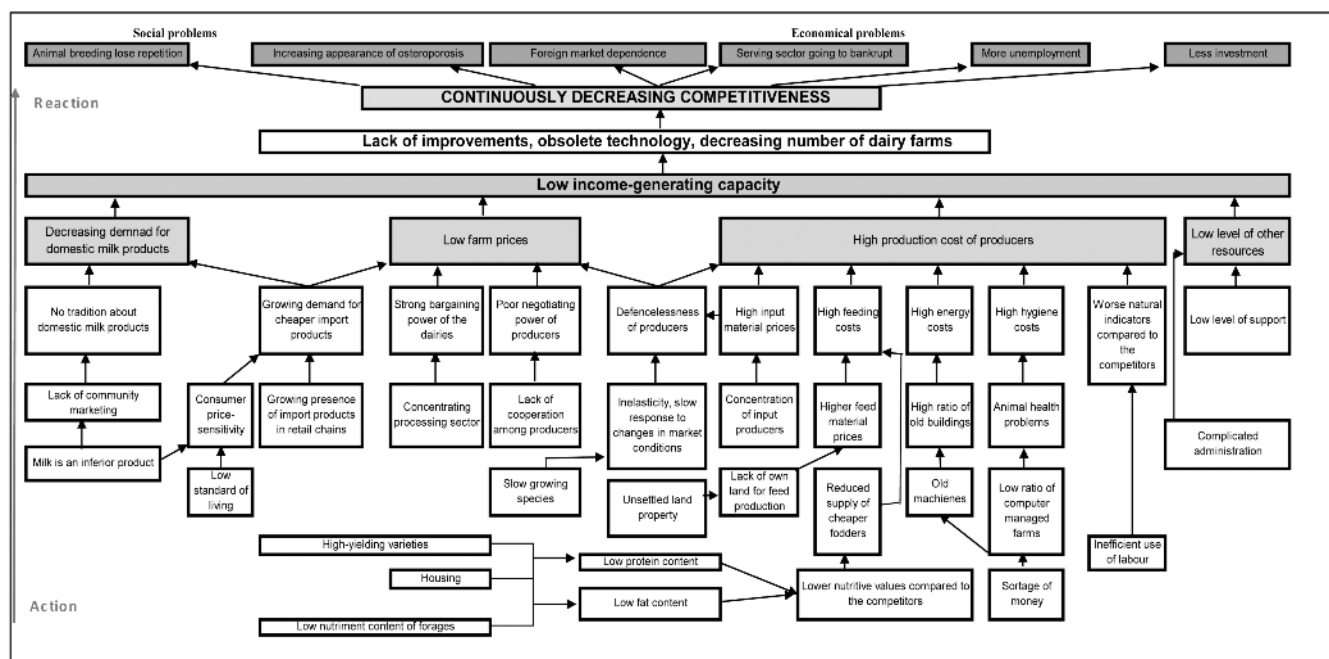 Social problems
Economical problems
Animal breeding lose repetition
Increasing appearance of osteoporosis
Foreign market dependence
Serving sector going to bankrupt
More unemployment
Less investment
Reaction
CONTINUOUSLY DECREASING COMPETITIVENESS
Lack of improvements, obsolete technology, decreasing number of dairy farms
Low income-generating capacity
Decreasing demnad for
domestic milk products
Low farm prices
High production cost of producers
Low level of other
resources
No tradition about
domestic milk products
Growing demand for
cheaper import
products
Strong bargaining
power of the
dairies
Poor negotiating
power of
producers
Defencelessness
of producers
High input
material prices
High feeding
costs
High energy
costs
High hygiene
costs
Worse natural
indicators
compared to
the
competitors
Low level of support
Lack of community
marketing
Consumer
price-
sensitivity
Growing presence
of import products
in retail chains
Concentrating
processing sector
Lack of
cooperation
among producers
Inelasticity, slow
response to
changes in market
conditions
Concentration
of input
producers
Higher feed
material
prices
High ratio of
old buildings
Animal health
problems
Complicated
administration
Milk is an inferior product
Low
standard of
living
Slow growing
species
Unsettled land
property
Lack of own
land for feed
production
Reduced
supply of
cheaper
fodders
Old
machienes
Low ratio of
computer
managed
farms
Inefficient use
of labour
High-yielding varieties
Housing
Low nutriment content of forages
Low protein content
Low fat content
Lower nutritive values compared to
the competitors
Sortage of
money
Action